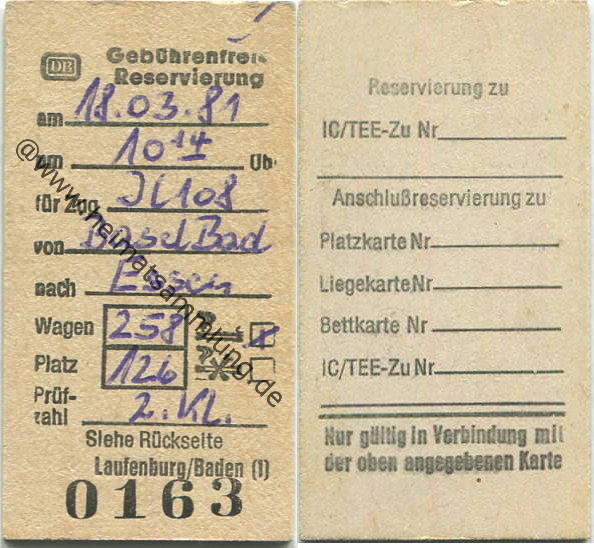 DB Gebührenfreie
Reservierung
am 18.03.81
um 10 14 Uh
für Zug IC 108
von Basel Bad
nach Essen
Wagen 258 x
Platz 126
Prüf-
zahl 2. Kl.
Siehe Rückseite
Laufenburg/Baden (1)
0163
@www.heimatsammlung.de
Reservierung zu
IC/TEE-Zu Nr
Anschlußreservierung zu
Platzkarte Nr
Liegekarte Nr
Bettkarte Nr
IC/TEE-Zu Nr
Nur gültig in Verbindung mit
der oben angegebenen Karte